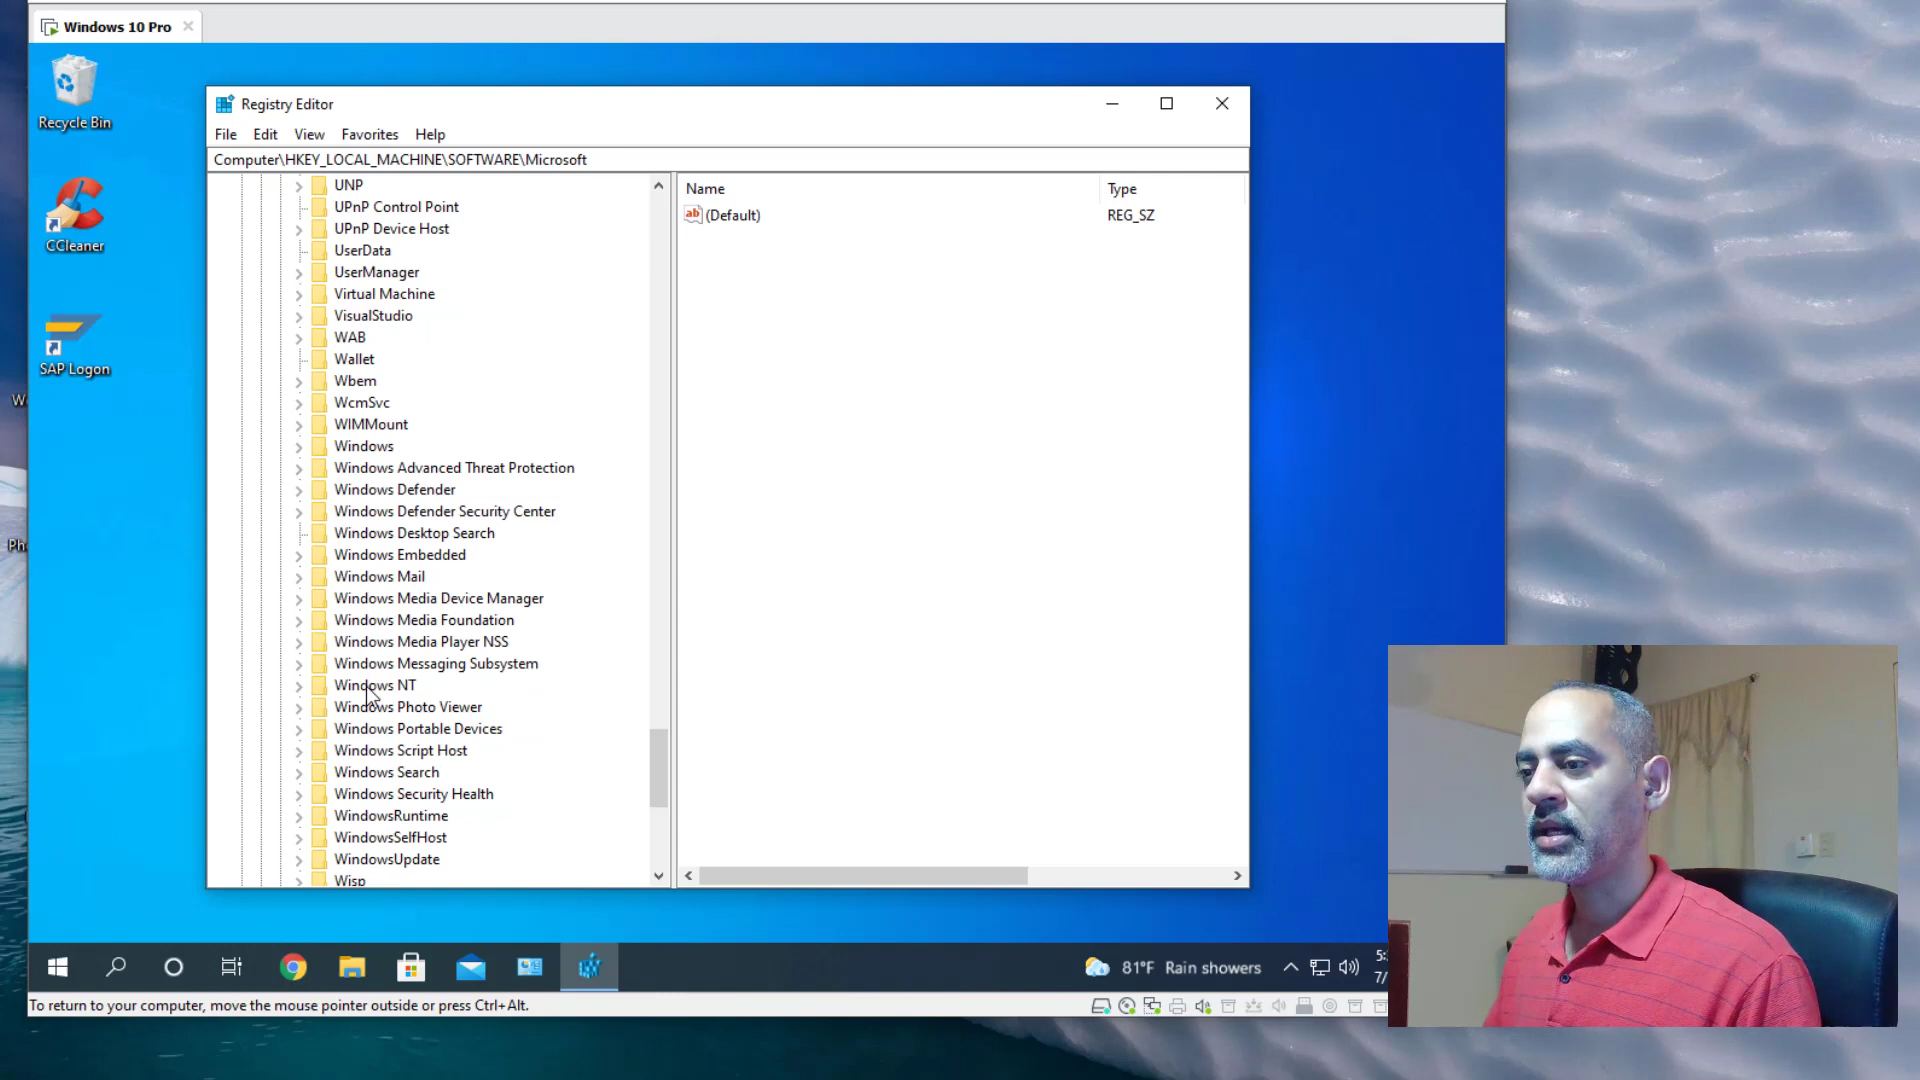 Windows 10 Pro
Recycle Bin
CCleaner
SAP Logon
Registry Editor
File Edit View Favorites Help
Computer\HKEY_LOCAL_MACHINE\SOFTWARE\Microsoft
UNP
UPnP Control Point
UPnP Device Host
UserData
UserManager
Virtual Machine
VisualStudio
WAB
Wallet
Wbem
WcmSvc
WIMMount
Windows
Windows Advanced Threat Protection
Windows Defender
Windows Defender Security Center
Windows Desktop Search
Windows Embedded
Windows Mail
Windows Media Device Manager
Windows Media Foundation
Windows Media Player NSS
Windows Messaging Subsystem
Windows NT
Windows Photo Viewer
Windows Portable Devices
Windows Script Host
Windows Search
Windows Security Health
WindowsRuntime
WindowsSelfHost
WindowsUpdate
Wisp
Name Type
ab (Default) REG_SZ
81°F Rain showers
To return to your computer, move the mouse pointer outside or press Ctrl+Alt.